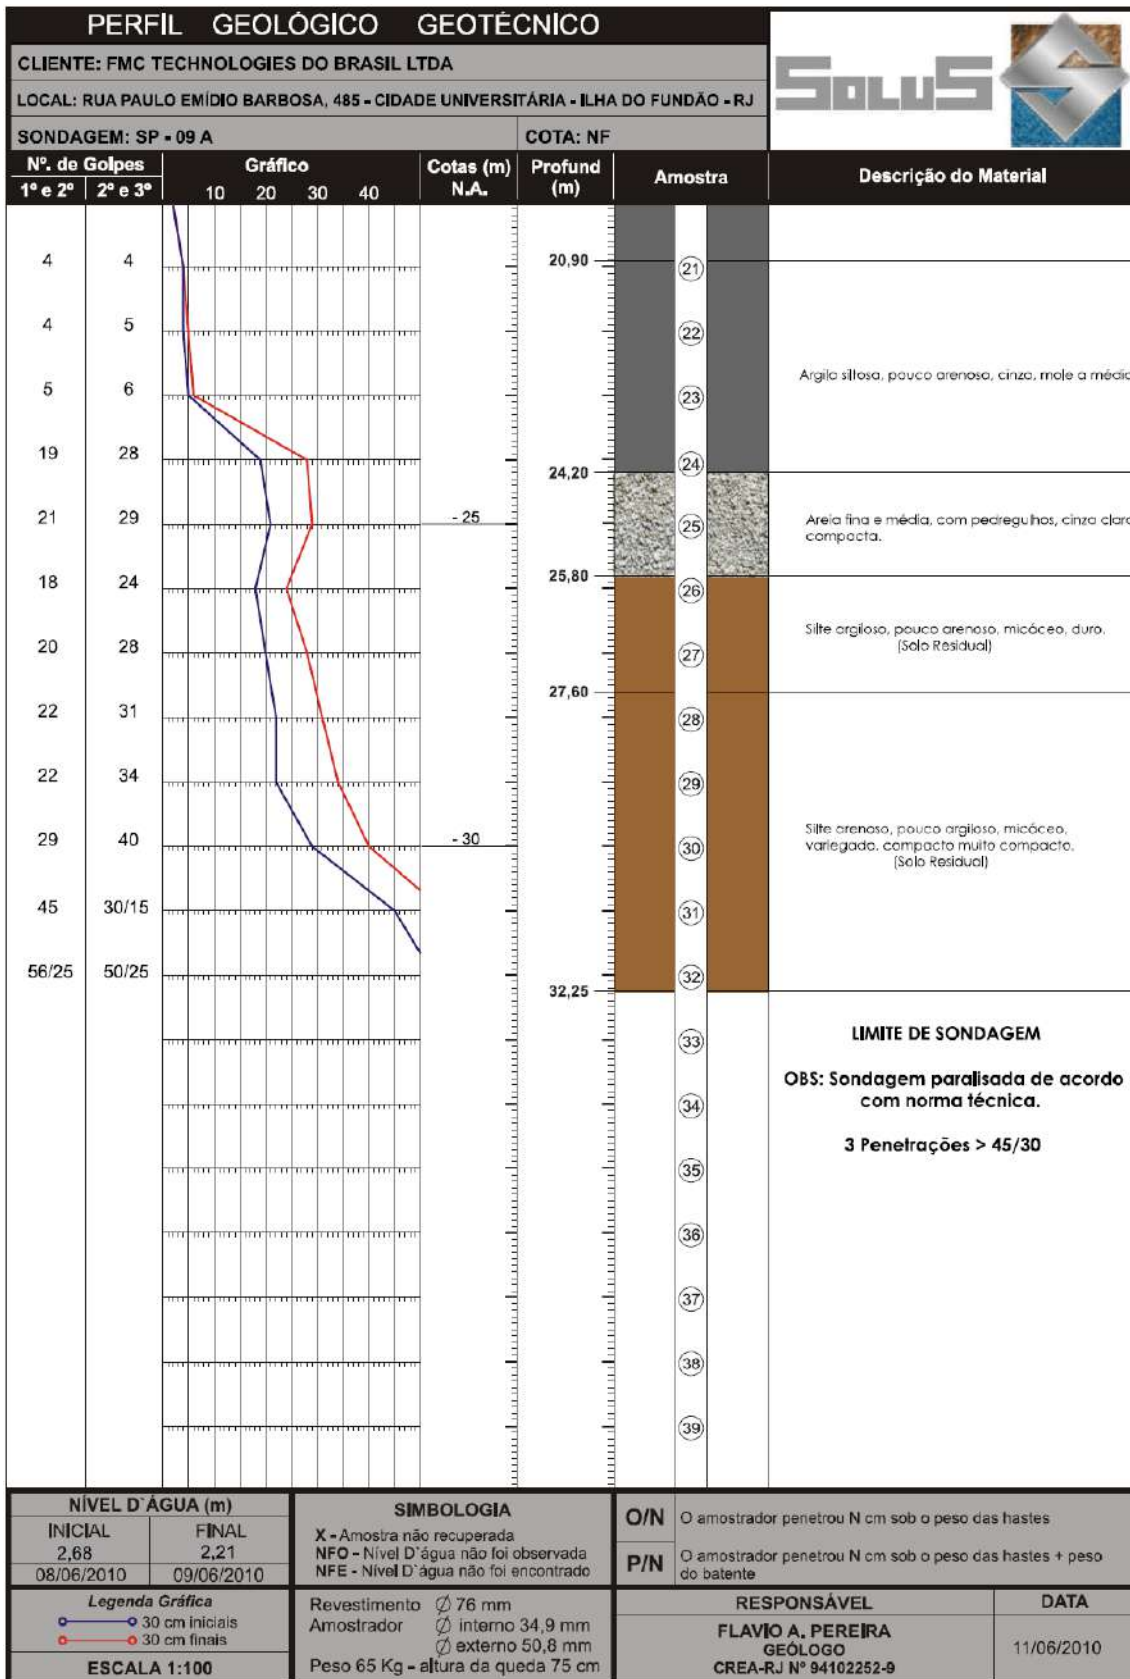 PERFIL GEOLÓGICO GEOTÉCNICO
CLIENTE: FMC TECHNOLOGIES DO BRASIL LTDA
LOCAL: RUA PAULO EMÍDIO BARBOSA, 485 - CIDADE UNIVERSITÁRIA - ILHA DO FUNDÃO - RJ
SONDAGEM: SP - 09 A COTA: NF
SOLUS
Nº. de Golpes
1º e 2º 2º e 3º
Gráfico
10 20 30 40
Cotas (m)
N.A.
Profund
(m)
Amostra
Descrição do Material
4 4
20,90
21
4 5
22
Argila siltosa, pouco arenosa, cinza, mole a média
5 6
23
19 28
24
24,20
21 29
- 25
25
Areia fina e média, com pedregulhos, cinza clara
compacta.
25,80
18 24
26
Silte argiloso, pouco arenoso, micáceo, duro.
(Solo Residual)
20 28
27
27,60
22 31
28
22 34
29
Silte arenoso, pouco argiloso, micáceo,
variegado, compacto muito compacto.
(Solo Residual)
29 40
- 30
30
45 30/15
31
56/25 50/25
32
32,25
LIMITE DE SONDAGEM
33
OBS: Sondagem paralisada de acordo
com norma técnica.
34
3 Penetrações > 45/30
35
36
37
38
39
NÍVEL D`ÁGUA (m)
INICIAL FINAL
2,68 2,21
08/06/2010 09/06/2010
Legenda Gráfica
30 cm iniciais
30 cm finais
ESCALA 1:100
SIMBOLOGIA
X - Amostra não recuperada
NFO - Nível D`água não foi observada
NFE - Nível D`água não foi encontrado
Revestimento Ø 76 mm
Amostrador Ø interno 34,9 mm
Ø externo 50,8 mm
Peso 65 Kg - altura da queda 75 cm
O/N O amostrador penetrou N cm sob o peso das hastes
P/N O amostrador penetrou N cm sob o peso das hastes + peso
do batente
RESPONSÁVEL
FLAVIO A. PEREIRA
GEÓLOGO
CREA-RJ Nº 94102252-9
DATA
11/06/2010